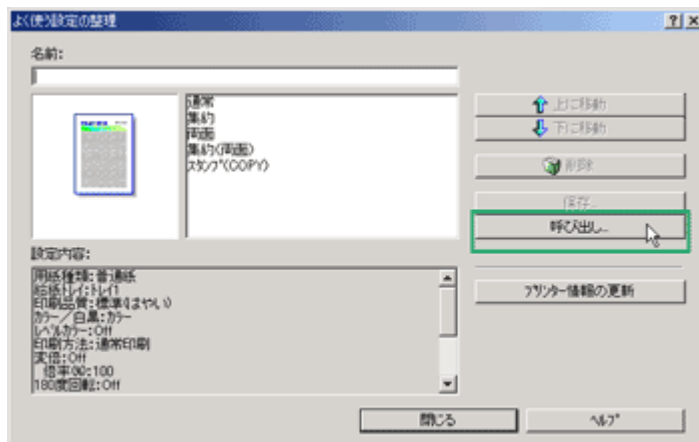 よく使う設定の整理
名前:
通常
集約
両面
集約(両面)
スタンプ(COPY)
上に移動
下に移動
削除
保存...
呼び出し...
設定内容:
用紙種類:普通紙
給紙トレイ:トレイ1
印刷品質:標準(はやい)
カラー/白黒:カラー
レベルカラー:Off
印刷方法:通常印刷
変倍:Off
倍率(%):100
180度回転:Off
プリンター情報の更新
閉じる
ヘルプ